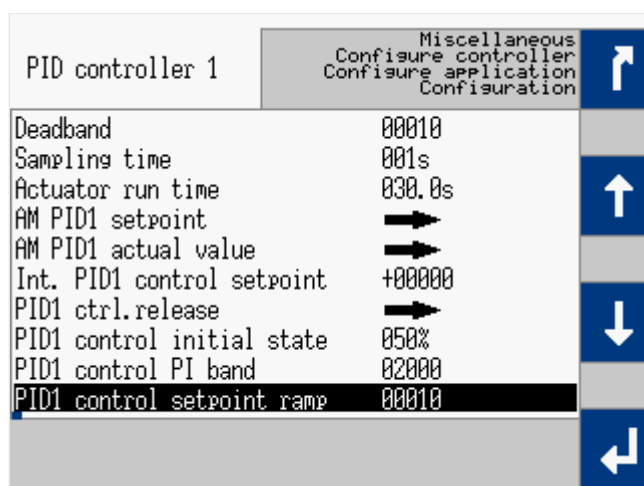 PID controller 1
Miscellaneous
Configure controller
Configure application
Configuration
Deadband 00010
Sampling time 001s
Actuator run time 030.0s
AM PID1 setpoint
AM PID1 actual value
Int. PID1 control setpoint +00000
PID1 ctrl.release
PID1 control initial state 050%
PID1 control PI band 02000
PID1 control setpoint ramp 00010